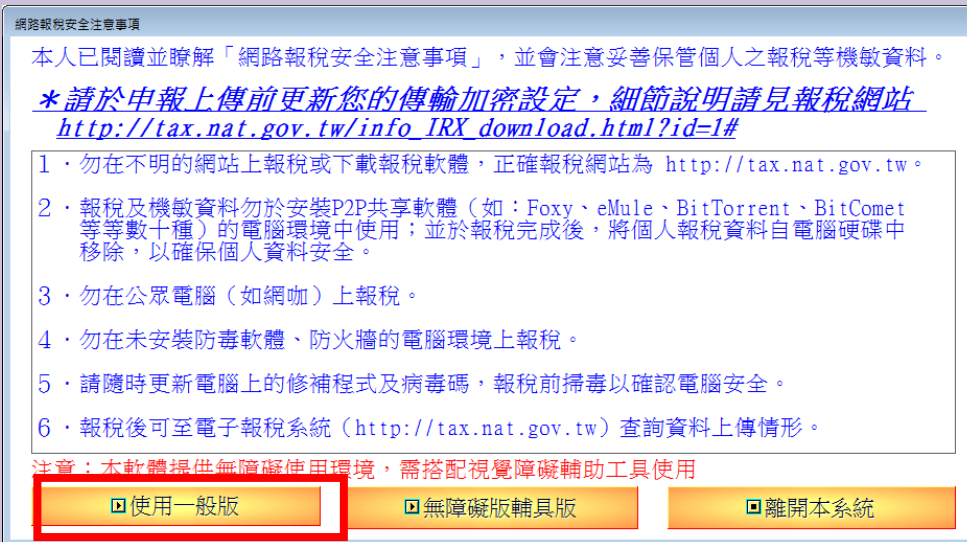 網路報稅安全注意事項
本人已閱讀並瞭解「網路報稅安全注意事項」，並會注意妥善保管個人之報稅等機敏資料。
＊請於申報上傳前更新您的傳輸加密設定，細節說明請見報稅網站
http://tax.nat.gov.tw/info_IRX_download.html?id=1#
１．勿在不明的網站上報稅或下載報稅軟體，正確報稅網站為 http://tax.nat.gov.tw。
２．報稅及機敏資料勿於安裝P2P共享軟體（如：Foxy、eMule、BitTorrent、BitComet
等等數十種）的電腦環境中使用；並於報稅完成後，將個人報稅資料自電腦硬碟中
移除，以確保個人資料安全。
３．勿在公眾電腦（如網咖）上報稅。
４．勿在未安裝防毒軟體、防火牆的電腦環境上報稅。
５．請隨時更新電腦上的修補程式及病毒碼，報稅前掃毒以確認電腦安全。
６．報稅後可至電子報稅系統（http://tax.nat.gov.tw）查詢資料上傳情形。
注意：本軟體提供無障礙使用環境，需搭配視覺障礙輔助工具使用
使用一般版
無障礙版輔具版
離開本系統